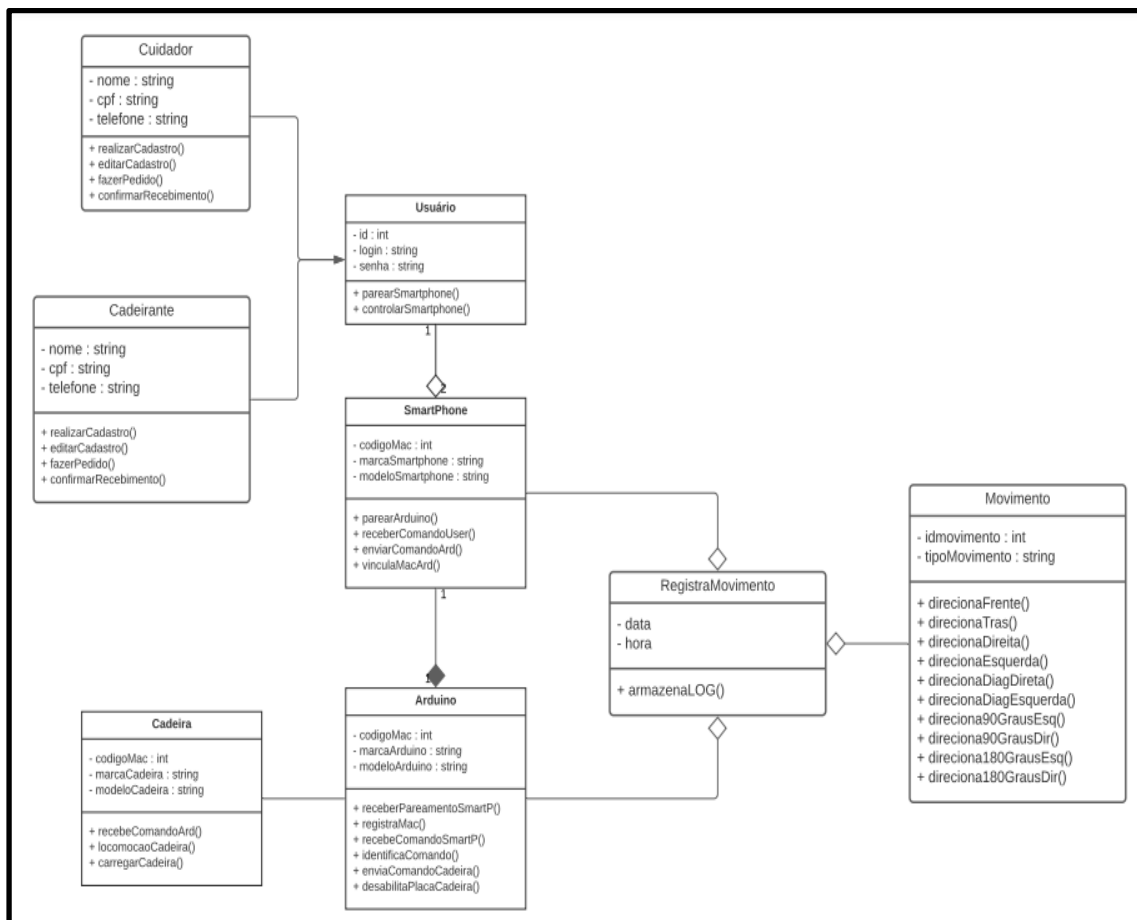 Cuidador
- nome : string
- cpf : string
- telefone : string
+ realizarCadastro()
+ editarCadastro()
+ fazerPedido()
+ confirmarRecebimento()
Usuário
- id : int
- login : string
- senha : string
+ parearSmartphone()
+ controlarSmartphone()
1
Cadeirante
- nome : string
- cpf : string
- telefone : string
+ realizarCadastro()
+ editarCadastro()
+ fazerPedido()
+ confirmarRecebimento()
2
SmartPhone
- codigoMac : int
- marcaSmartphone : string
- modeloSmartphone : string
+ parearArduino()
+ receberComandoUser()
+ enviarComandoArd()
+ vinculaMacArd()
1
Movimento
- idmovimento : int
- tipoMovimento : string
+ direcionaFrente()
+ direcionaTras()
+ direcionaDireita()
+ direcionaEsquerda()
+ direcionaDiagDireta()
+ direcionaDiagEsquerda()
+ direciona90GrausEsq()
+ direciona90GrausDir()
+ direciona180GrausEsq()
+ direciona180GrausDir()
RegistraMovimento
- data
- hora
+ armazenaLOG()
1
Arduino
- codigoMac : int
- marcaArduino : string
- modeloArduino : string
+ receberPareamentoSmartP()
+ registraMac()
+ recebeComandoSmartP()
+ identificaComando()
+ enviaComandoCadeira()
+ desabilitaPlacaCadeira()
Cadeira
- codigoMac : int
- marcaCadeira : string
- modeloCadeira : string
+ recebeComandoArd()
+ locomocaoCadeira()
+ carregarCadeira()